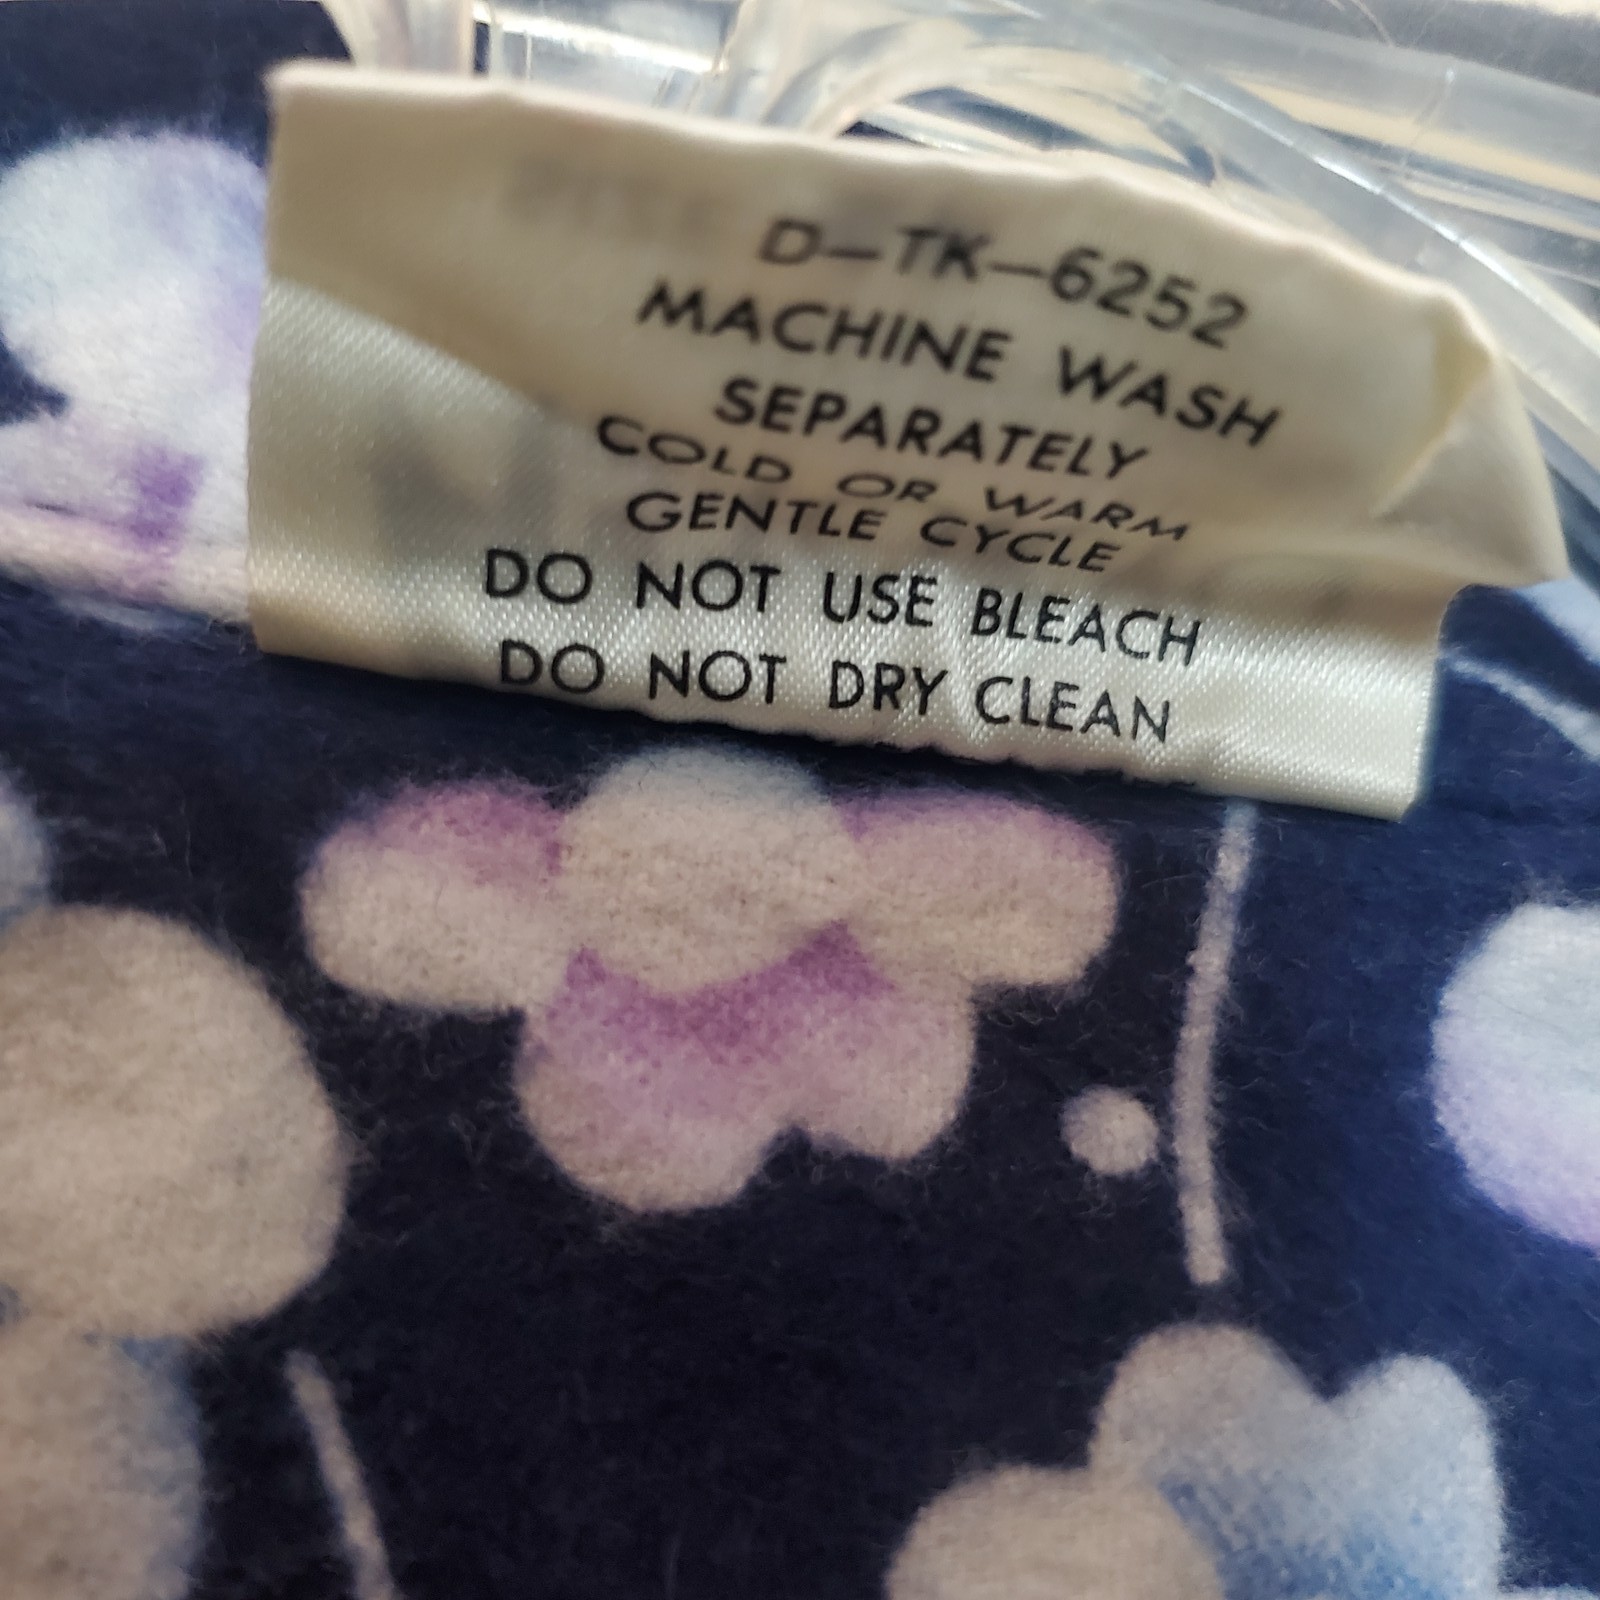 D-TK-6252
MACHINE WASH
SEPARATELY
COLD OR WARM
GENTLE CYCLE
DO NOT USE BLEACH
DO NOT DRY CLEAN